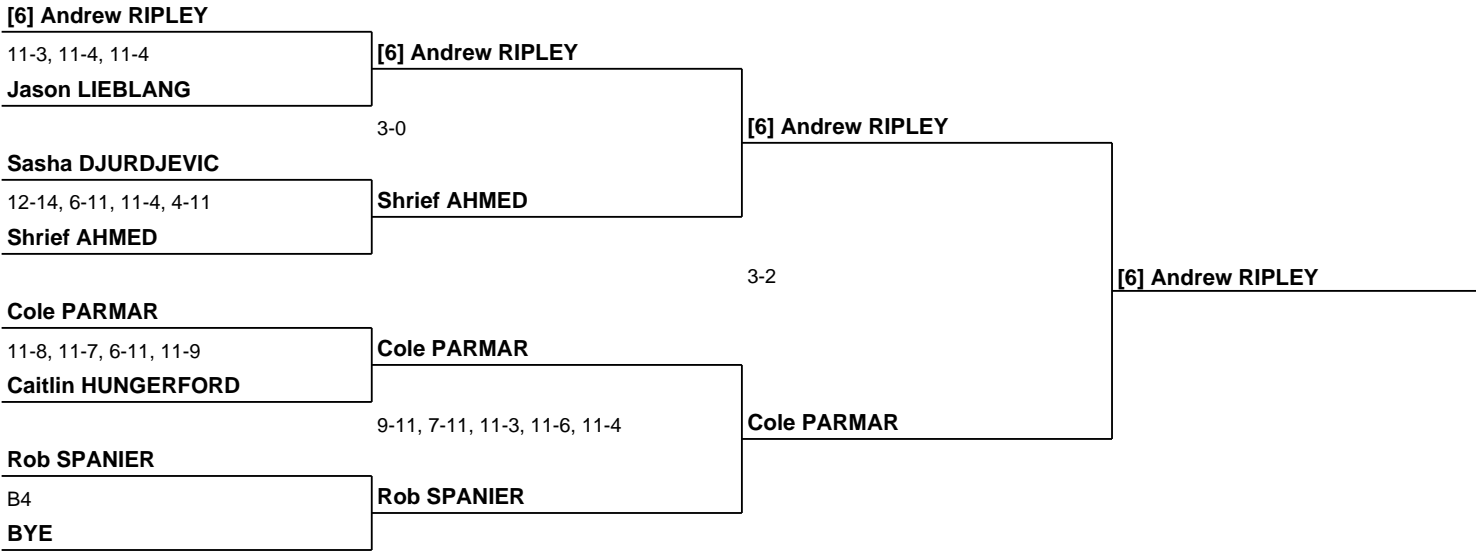 [6] Andrew RIPLEY
11-3, 11-4, 11-4
[6] Andrew RIPLEY
Jason LIEBLANG
3-0
[6] Andrew RIPLEY
Sasha DJURDJEVIC
12-14, 6-11, 11-4, 4-11
Shrief AHMED
Shrief AHMED
3-2
[6] Andrew RIPLEY
Cole PARMAR
11-8, 11-7, 6-11, 11-9
Cole PARMAR
Caitlin HUNGERFORD
9-11, 7-11, 11-3, 11-6, 11-4
Cole PARMAR
Rob SPANIER
B4
Rob SPANIER
BYE